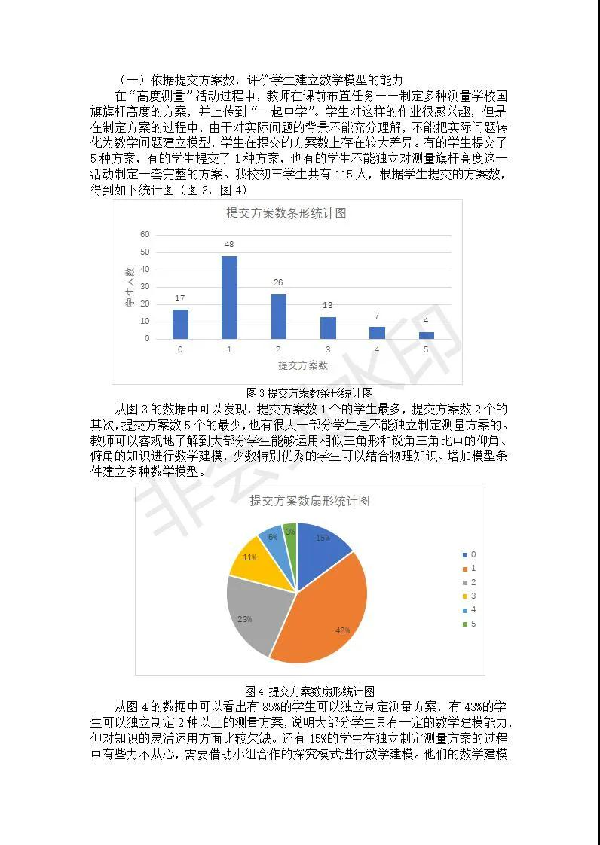 （一）依据提交方案数，评价学生建立数学模型的能力
在“高度测量”活动过程中，教师在课前布置任务——制定多种测量学校国
旗旗杆高度的方案，并上传到“一起中学”。学生对这样的作业很感兴趣，但是
在制定方案的过程中，由于对实际问题的背景不能充分理解，不能把实际问题转
化为数学问题建立模型，学生在提交的方案数上存在较大差异。有的学生提交了
5种方案，有的学生提交了1种方案，也有的学生不能独立对测量旗杆高度这一
活动制定一套完整的方案。我校初三学生共有115人，根据学生提交的方案数，
得到如下统计图（图3、图4）
提交方案数条形统计图
60
50
40
30
20
10
0
学生人数
17
48
26
13
7
4
0 1 2 3 4 5
提交方案数
图3提交方案数条形统计图
从图3的数据中可以发现，提交方案数1个的学生最多，提交方案数2个的
其次，提交方案数5个的最少，也有很大一部分学生是不能独立制定测量方案的。
教师可以客观地了解到大部分学生能够运用相似三角形和锐角三角比中的仰角、
俯角的知识进行数学建模，少数特别优秀的学生可以结合物理知识、增加模型条
件建立多种数学模型。
提交方案数扇形统计图
15%
42%
23%
11%
6%
3%
0
1
2
3
4
5
图4 提交方案数扇形统计图
从图4的数据中可以看出有85%的学生可以独立制定测量方案，有43%的学
生可以独立制定2种以上的测量方案，说明大部分学生具有一定的数学建模能力，
但对知识的灵活运用方面比较欠缺。还有15%的学生在独立制定测量方案的过程
中有些力不从心，需要借助小组合作的探究模式进行数学建模。他们的数学建模